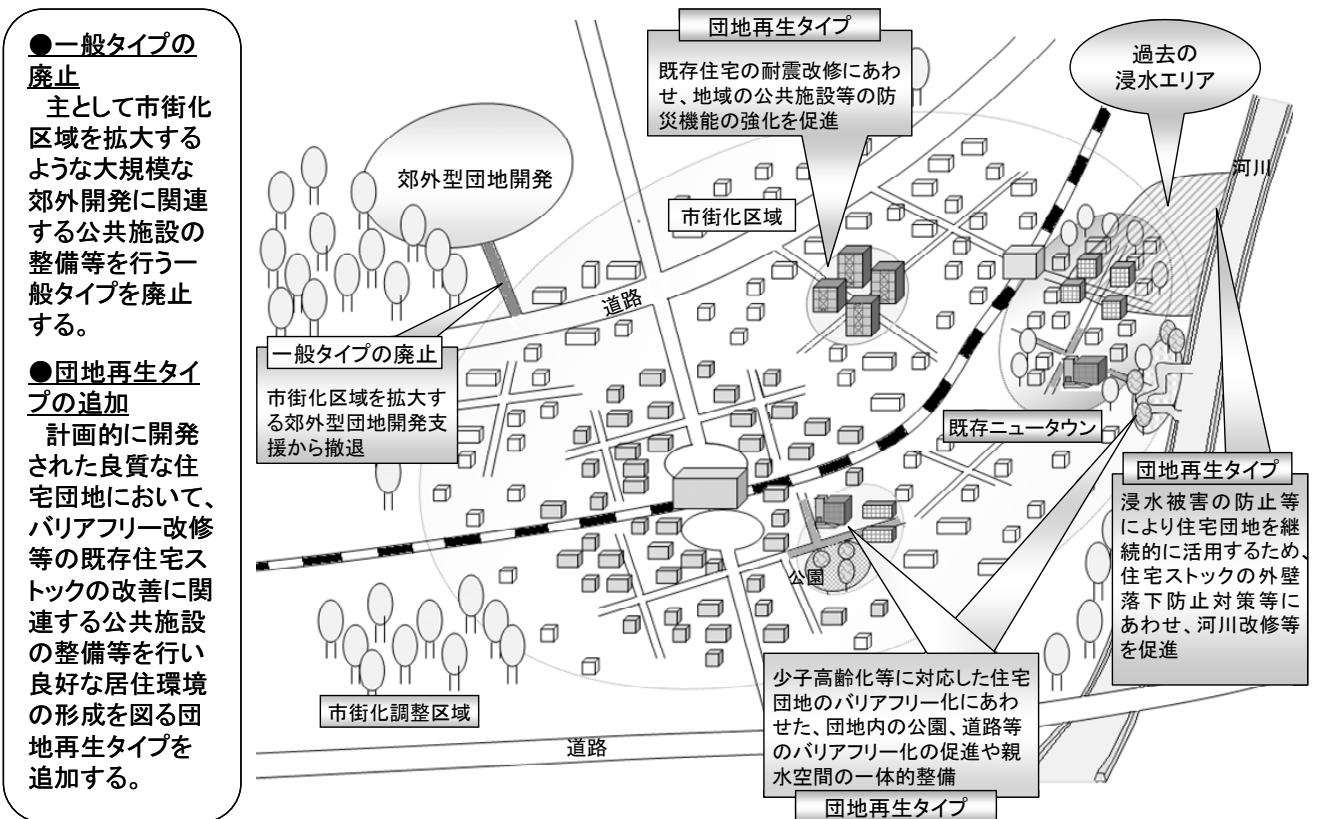 ●一般タイプの
廃止
主として市街化
区域を拡大する
ような大規模な
郊外開発に関連
する公共施設の
整備等を行う一
般タイプを廃止
する。
●団地再生タイ
プの追加
計画的に開発
された良質な住
宅団地において、
バリアフリー改修
等の既存住宅ス
トックの改善に関
連する公共施設
の整備等を行い
良好な居住環境
の形成を図る団
地再生タイプを
追加する。
団地再生タイプ
既存住宅の耐震改修にあわ
せ、地域の公共施設等の防
災機能の強化を促進
過去の
浸水エリア
河川
郊外型団地開発
市街化区域
道路
一般タイプの廃止
市街化区域を拡大す
る郊外型団地開発支
援から撤退
既存ニュータウン
団地再生タイプ
浸水被害の防止等
により住宅団地を継
続的に活用するため、
住宅ストックの外壁
落下防止対策等に
あわせ、河川改修等
を促進
公園
少子高齢化等に対応した住宅
団地のバリアフリー化にあわ
せた、団地内の公園、道路等
のバリアフリー化の促進や親
水空間の一体的整備
団地再生タイプ
市街化調整区域
道路